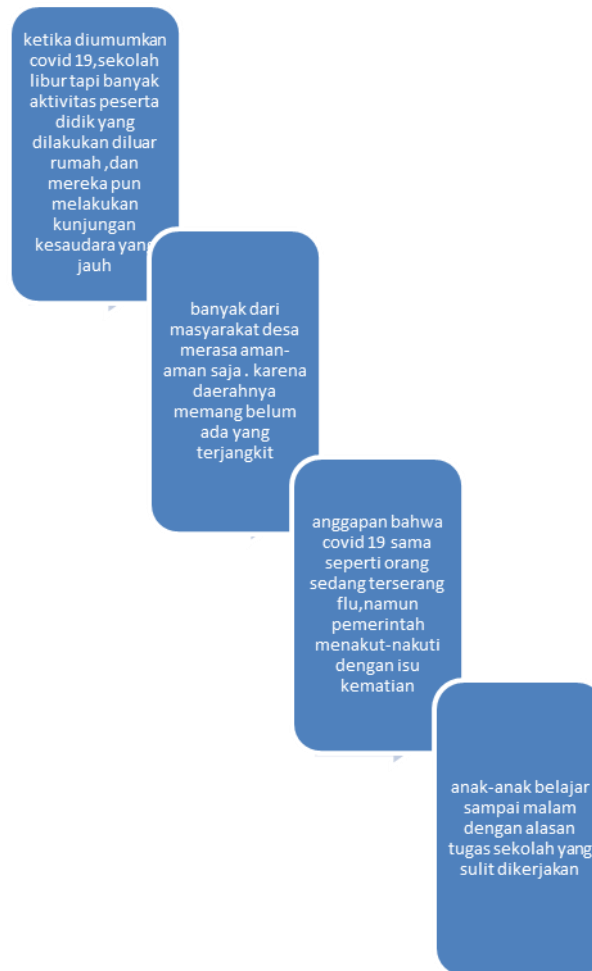 ketika diumumkan
covid 19,sekolah
libur tapi banyak
aktivitas peserta
didik yang
dilakukan diluar
rumah ,dan
mereka pun
melakukan
kunjungan
kesaudara yang
jauh
banyak dari
masyarakat desa
merasa aman-
aman saja . karena
daerahnya
memang belum
ada yang
terjangkit
anggapan bahwa
covid 19 sama
seperti orang
sedang terserang
flu,namun
pemerintah
menakut-nakuti
dengan isu
kematian
anak-anak belajar
sampai malam
dengan alasan
tugas sekolah yang
sulit dikerjakan